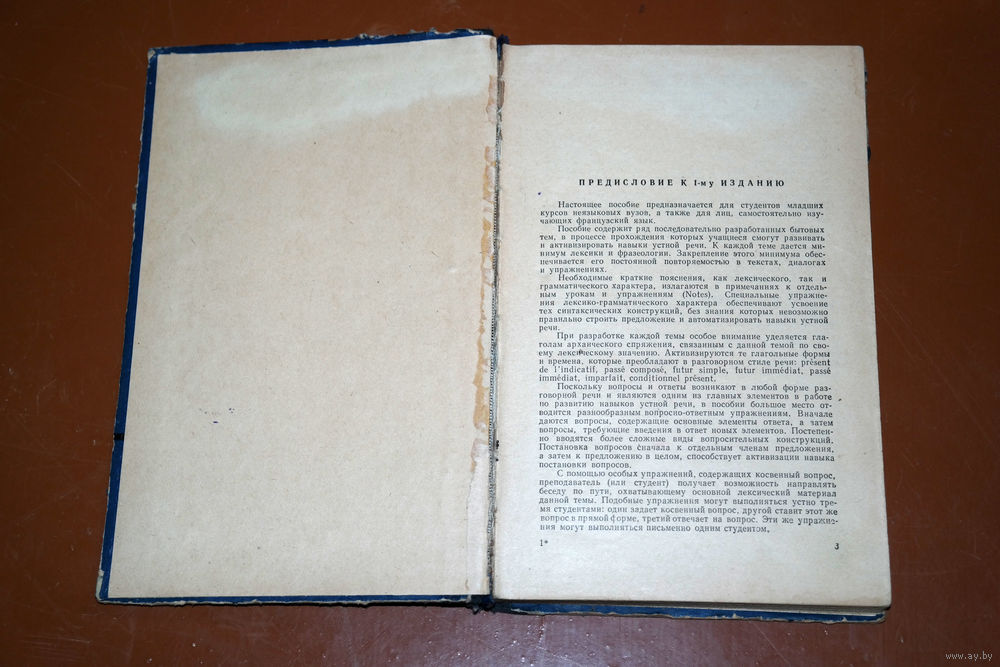 ПРЕДИСЛОВИЕ К I-му ИЗДАНИЮ
Настоящее пособие предназначается для студентов младших
курсов неязыковых вузов, а также для лиц, самостоятельно изу-
чающих французский язык.
Пособие содержит ряд последовательно разработанных бытовых
тем, в процессе прохождения которых учащиеся смогут развивать
и активизировать навыки устной речи. К каждой теме дается ми-
нимум лексики и фразеологии. Закрепление этого минимума обес-
печивается его постоянной повторяемостью в текстах, диалогах
и упражнениях.
Необходимые краткие пояснения, как лексического, так и
грамматического характера, излагаются в примечаниях к отдель-
ным урокам и упражнениям (Notes). Специальные упражне-
ния лексико-грамматического характера обеспечивают усвоение
тех синтаксических конструкций, без знания которых невозможно
правильно строить предложение и автоматизировать навыки устной
речи.
При разработке каждой темы особое внимание уделяется гла-
голам архаического спряжения, связанным с данной темой по сво-
ему лексическому значению. Активизируются те глагольные формы
и времена, которые преобладают в разговорном стиле речи: présent
de l'indicatif, passé composé, futur simple, futur immédiat, passé
immédiat, imparfait, conditionnel présent.
Поскольку вопросы и ответы возникают в любой форме раз-
говорной речи и являются одним из главных элементов в работе
по развитию навыков устной речи, в пособии большое место от-
водится разнообразным вопросно-ответным упражнениям. Вначале
даются вопросы, содержащие основные элементы ответа, а затем
вопросы, требующие введения в ответ новых элементов. Постепен-
но вводятся более сложные виды вопросительных конструкций.
Постановка вопросов сначала к отдельным членам предложения,
а затем к предложению в целом, способствует активизации навыка
постановки вопросов.
С помощью особых упражнений, содержащих косвенный вопрос,
преподаватель (или студент) получает возможность направлять
беседу по пути, охватывающему основной лексический материал
данной темы. Подобные упражнения могут выполняться устно тре-
мя студентами: один задает косвенный вопрос, другой ставит этот же
вопрос в прямой форме, третий отвечает на вопрос. Эти же упражне-
ния могут выполняться письменно одним студентом.
1*
3
www.ay.by